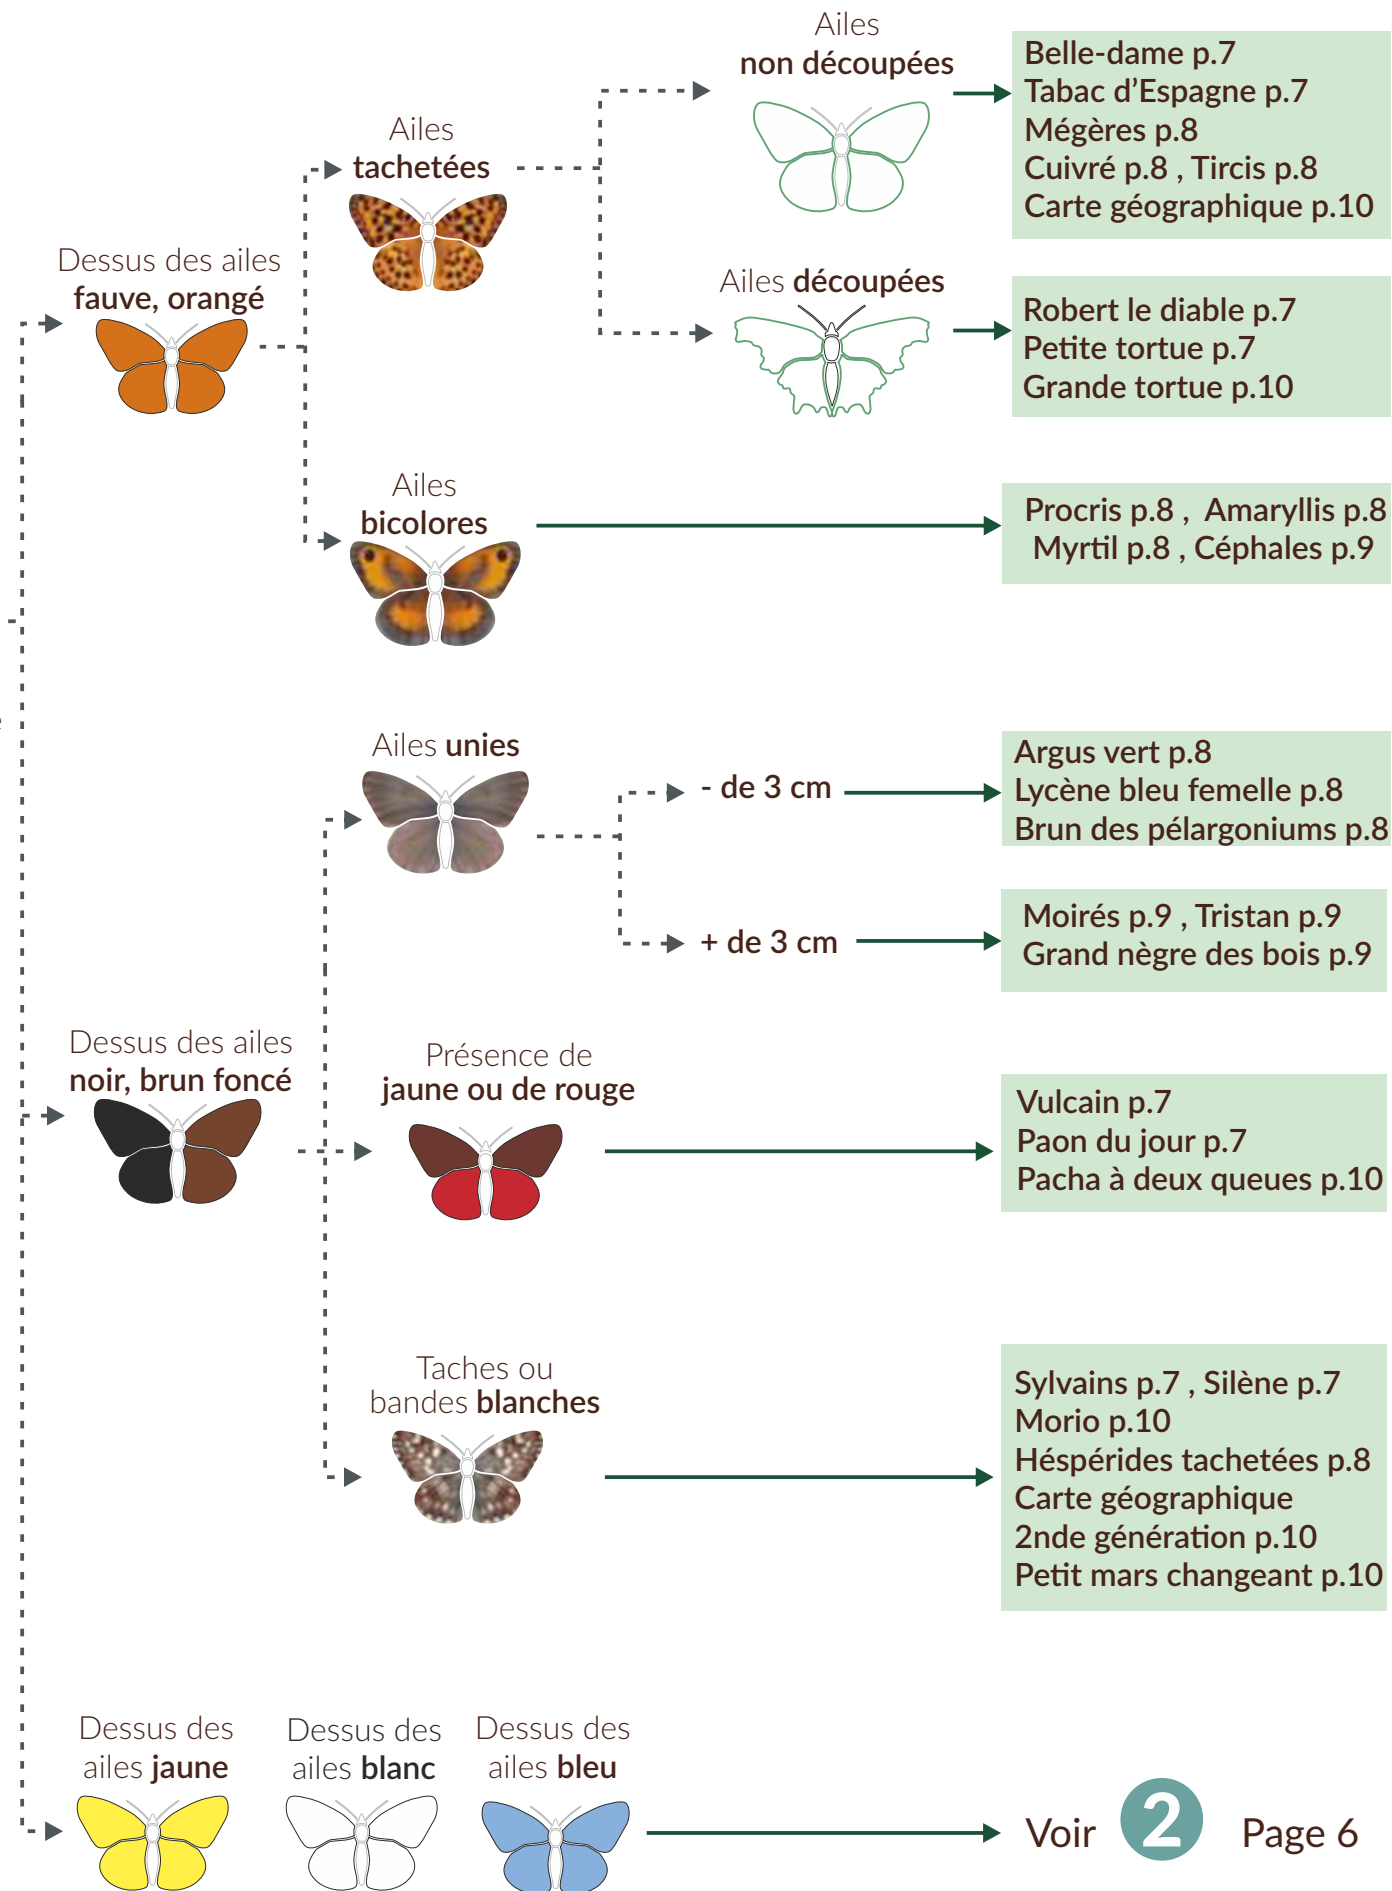 Ailes
non découpées
Belle-dame p.7
Tabac d’Espagne p.7
Mégères p.8
Cuivré p.8 , Tircis p.8
Carte géographique p.10
Ailes
tachetées
Dessus des ailes
fauve, orangé
Ailes découpées
Robert le diable p.7
Petite tortue p.7
Grande tortue p.10
Ailes
bicolores
Procris p.8 , Amaryllis p.8
Myrtil p.8 , Céphales p.9
Ailes unies
- de 3 cm
Argus vert p.8
Lycène bleu femelle p.8
Brun des pélargoniums p.8
+ de 3 cm
Moirés p.9 , Tristan p.9
Grand nègre des bois p.9
Dessus des ailes
noir, brun foncé
Présence de
jaune ou de rouge
Vulcain p.7
Paon du jour p.7
Pacha à deux queues p.10
Taches ou
bandes blanches
Sylvains p.7 , Silène p.7
Morio p.10
Héspérides tachetées p.8
Carte géographique
2nde génération p.10
Petit mars changeant p.10
Dessus des
ailes jaune
Dessus des
ailes blanc
Dessus des
ailes bleu
Voir 2 Page 6